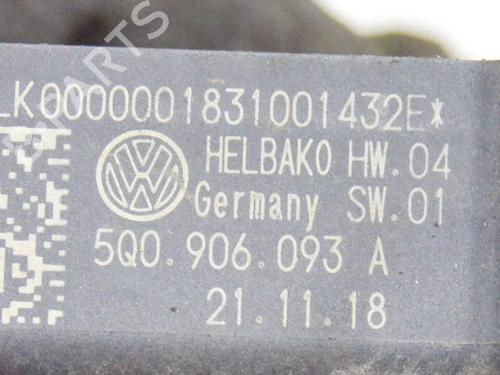 LK0000001831001432E*
HELBAKO HW.04
Germany SW.01
5Q0.906.093 A
21.11.18